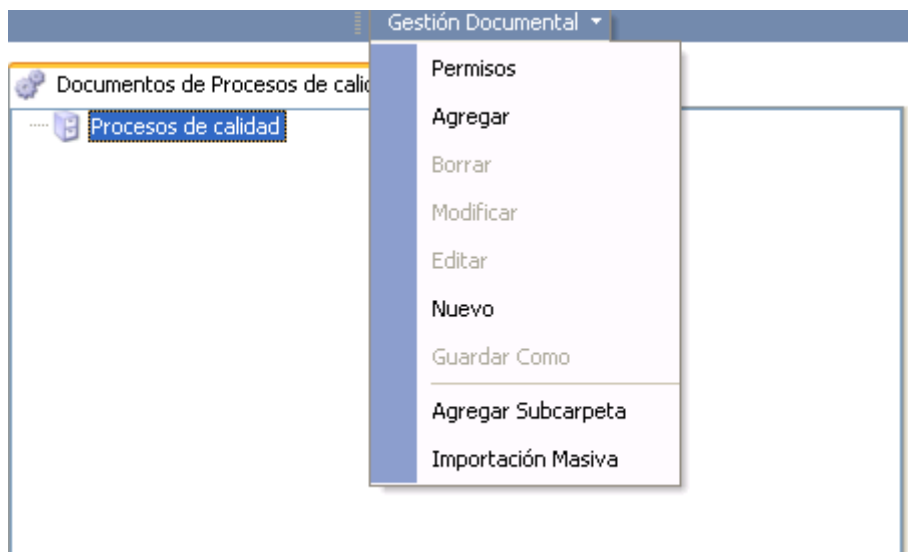 Gestión Documental
Documentos de Procesos de
Procesos de calidad
Permisos
Agregar
Borrar
Modificar
Editar
Nuevo
Guardar Como
Agregar Subcarpeta
Importación Masiva